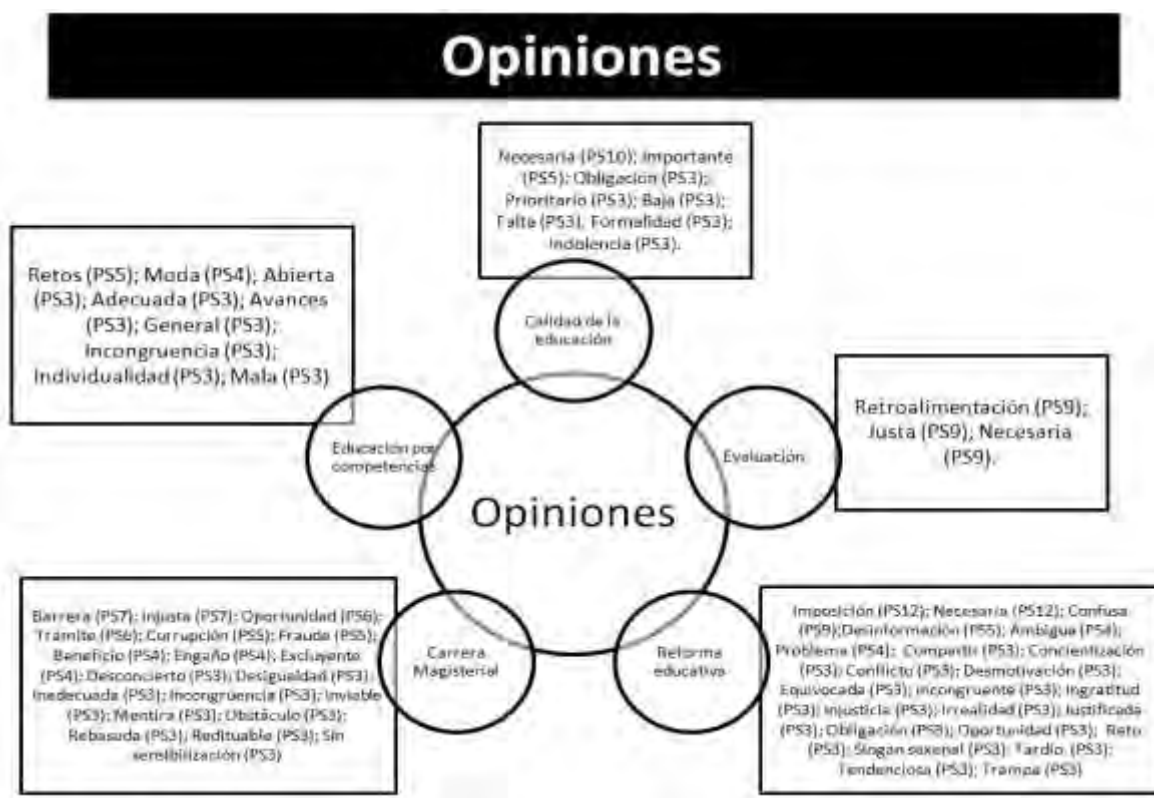 Opiniones
Necesaria (PS10); Importante
(PS5); Obligación (PS3);
Prioritario (PS3); Baja (PS3);
Falta (PS3), Formalidad (PS3);
Indolencia (PS3).
Retos (PS5); Moda (PS4); Abierta
(PS3); Adecuada (PS3); Avances
(PS3); General (PS3);
Incongruencia (PS3);
Individualidad (PS3); Mala (PS3)
Calidad de la
educación
Retroalimentación (PS9);
Justa (PS9); Necesaria
(PS9).
Educación por
competencias
Evaluación
Opiniones
Barrera (PS7); Injusta (PS7); Oportunidad (PS6);
Trámite (PS6); Corrupción (PS5); Fraude (PS5);
Beneficio (PS4); Engaño (PS4); Excluyente
(PS4); Desconcierto (PS3); Desigualdad (PS3);
Inadecuada (PS3); Incongruencia (PS3); Inviable
(PS3); Mentira (PS3); Obstáculo (PS3);
Rebasada (PS3); Redituable (PS3); Sin
sensibilización (PS3)
Carrera
Magisterial
Reforma
educativa
Imposición (PS12); Necesaria (PS12); Confusa
(PS9); Desinformación (PS5); Ambigua (PS4);
Problema (PS4); Compartir (PS3); Concientización
(PS3); Conflicto (PS3); Desmotivación (PS3);
Equivocada (PS3); Incongruente (PS3); Ingratitud
(PS3); Injusticia (PS3); Irrealidad (PS3); Justificada
(PS3); Obligación (PS3); Oportunidad (PS3); Reto
(PS3); sexenal (PS3); Tardío (PS3);
Tendenciosa (PS3); Trampa (PS3)